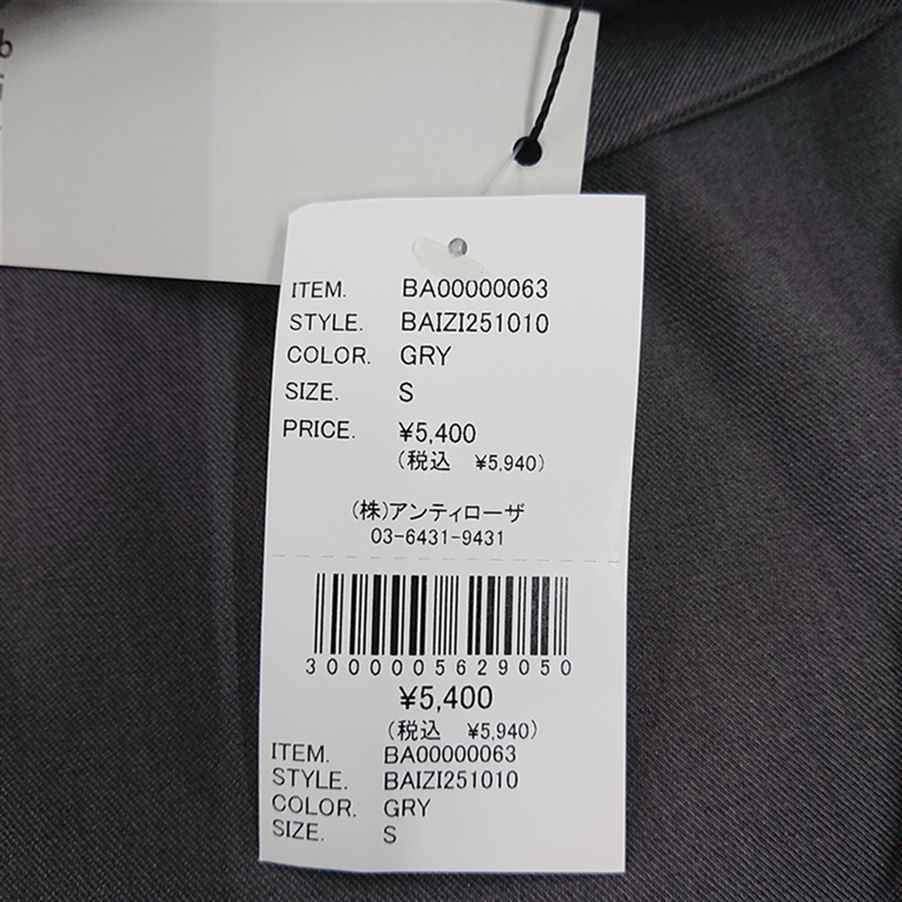 b
ITEM. BA00000063
STYLE. BAIZI251010
COLOR. GRY
SIZE. S
PRICE. ¥5,400
(税込 ¥5,940)
(株)アンティローザ
03-6431-9431
3000005629050
¥5,400
(税込 ¥5,940)
ITEM. BA00000063
STYLE. BAIZI251010
COLOR. GRY
SIZE. S